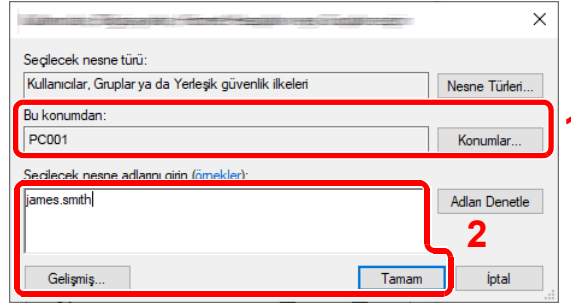 Seçilecek nesne türü:
Kullanıcılar, Gruplar ya da Yerleşik güvenlik ilkeleri
Nesne Türleri...
Bu konumdan:
PC001
Konumlar...
1
Seçilecek nesne adlarını girin (örnekler):
james.smith
Adları Denetle
2
Gelişmiş...
Tamam
İptal